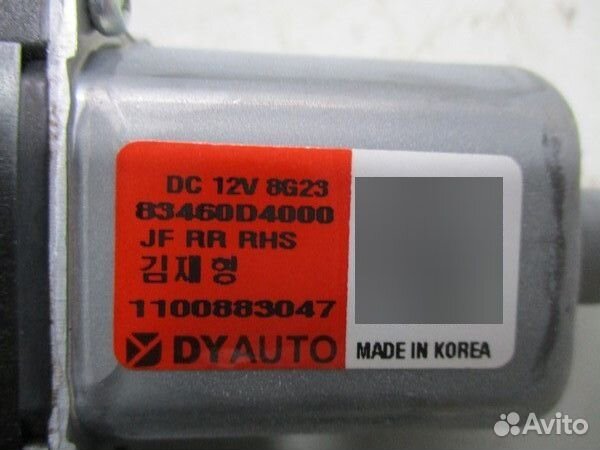 DC 12V 8G23
83460D4000
JF RR RHS
김재형
1100883047
DYAUTO
MADE IN KOREA
Avito